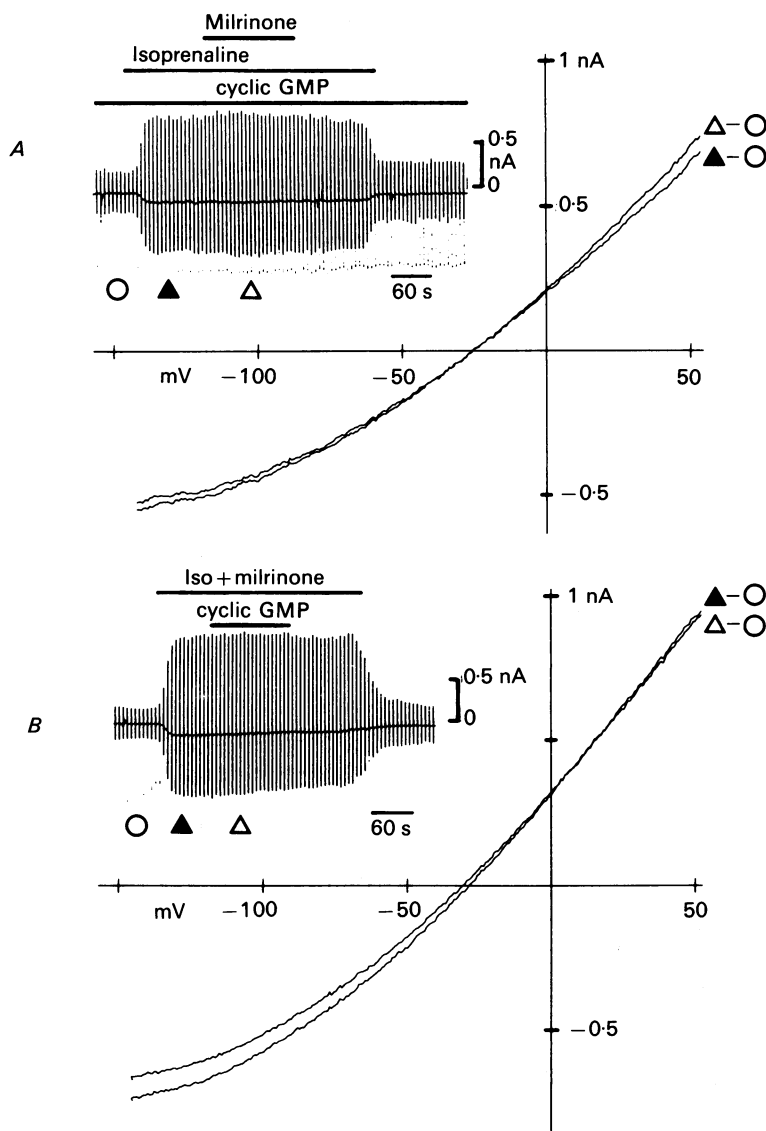 Milrinone
Isoprenaline
cyclic GMP
A
0·5
nA
0
60 s
1 nA
0·5
mV
−100
−50
50
−0·5
Iso + milrinone
cyclic GMP
B
0·5 nA
0
60 s
1 nA
mV
−100
−50
50
−0·5